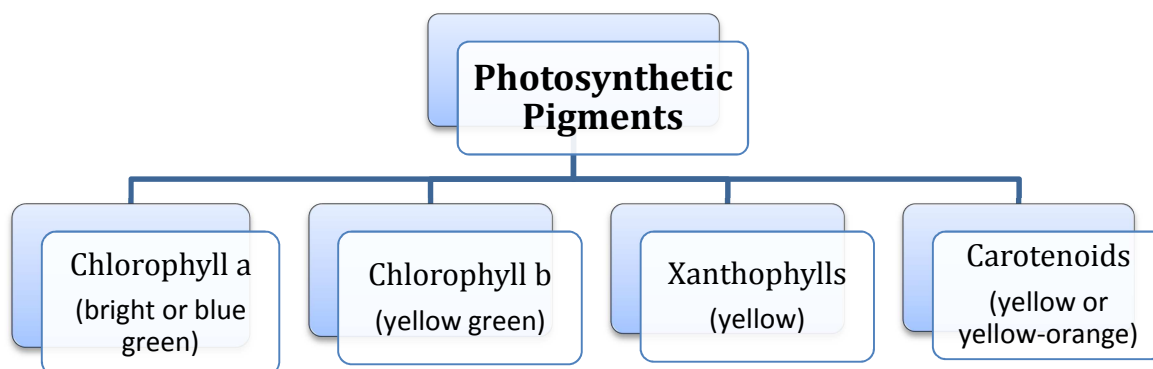 Photosynthetic
Pigments
Chlorophyll a
(bright or blue
green)
Chlorophyll b
(yellow green)
Xanthophylls
(yellow)
Carotenoids
(yellow or
yellow-orange)